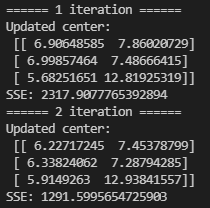 ====== 1 iteration ======
Updated center:
[[ 6.90648585  7.86020729]
[ 6.99857464  7.48666415]
[ 5.68251651 12.81925319]]
SSE: 2317.9077765392894
====== 2 iteration ======
Updated center:
[[ 6.22717245  7.45378799]
[ 6.33824062  7.28794285]
[ 5.9149263  12.93841557]]
SSE: 1291.5995654725903